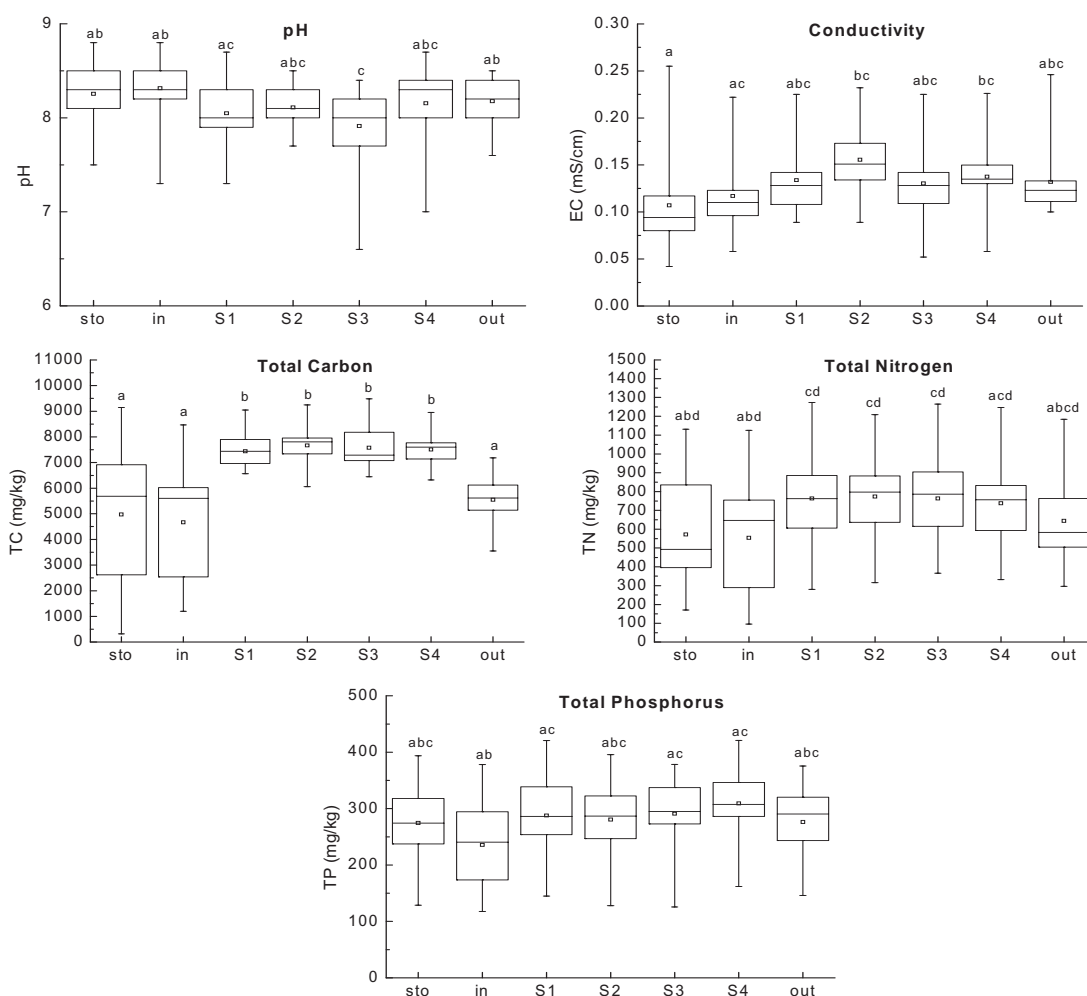 pH
9
8
7
6
pH
ab ab ac abc c abc ab
sto in S1 S2 S3 S4 out
Conductivity
0.30
0.25
0.20
0.15
0.10
0.05
0.00
EC (mS/cm)
a ac abc bc abc bc abc
sto in S1 S2 S3 S4 out
Total Carbon
11000
10000
9000
8000
7000
6000
5000
4000
3000
2000
1000
0
TC (mg/kg)
a a b b b b a
sto in S1 S2 S3 S4 out
Total Nitrogen
1500
1400
1300
1200
1100
1000
900
800
700
600
500
400
300
200
100
0
TN (mg/kg)
abd abd cd cd cd acd abcd
sto in S1 S2 S3 S4 out
Total Phosphorus
500
400
300
200
100
0
TP (mg/kg)
abc ab ac abc ac ac abc
sto in S1 S2 S3 S4 out